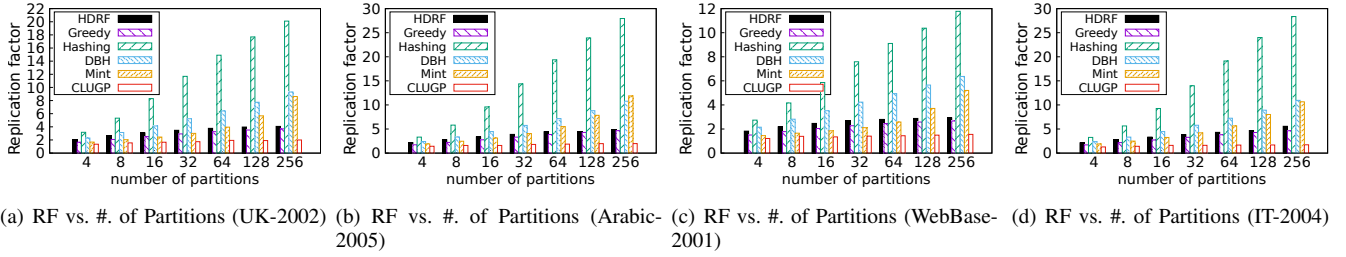 22
20
18
16
14
12
10
8
6
4
2
0
Replication factor
HDRF
Greedy
Hashing
DBH
Mint
CLUGP
4 8 16 32 64 128 256
number of partitions
30
25
20
15
10
5
0
Replication factor
HDRF
Greedy
Hashing
DBH
Mint
CLUGP
4 8 16 32 64 128 256
number of partitions
12
10
8
6
4
2
0
Replication factor
HDRF
Greedy
Hashing
DBH
Mint
CLUGP
4 8 16 32 64 128 256
number of partitions
30
25
20
15
10
5
0
Replication factor
HDRF
Greedy
Hashing
DBH
Mint
CLUGP
4 8 16 32 64 128 256
number of partitions
(a) RF vs. #. of Partitions (UK-2002)
(b) RF vs. #. of Partitions (Arabic-
2005)
(c) RF vs. #. of Partitions (WebBase-
2001)
(d) RF vs. #. of Partitions (IT-2004)